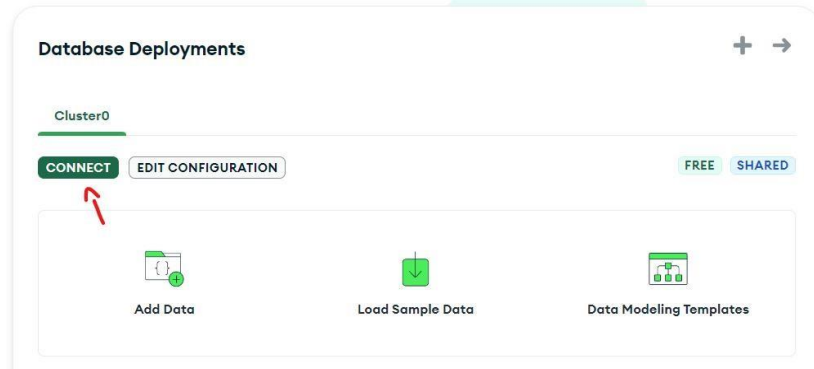 Database Deployments
Cluster0
CONNECT EDIT CONFIGURATION FREE SHARED
{ }
Add Data Load Sample Data Data Modeling Templates